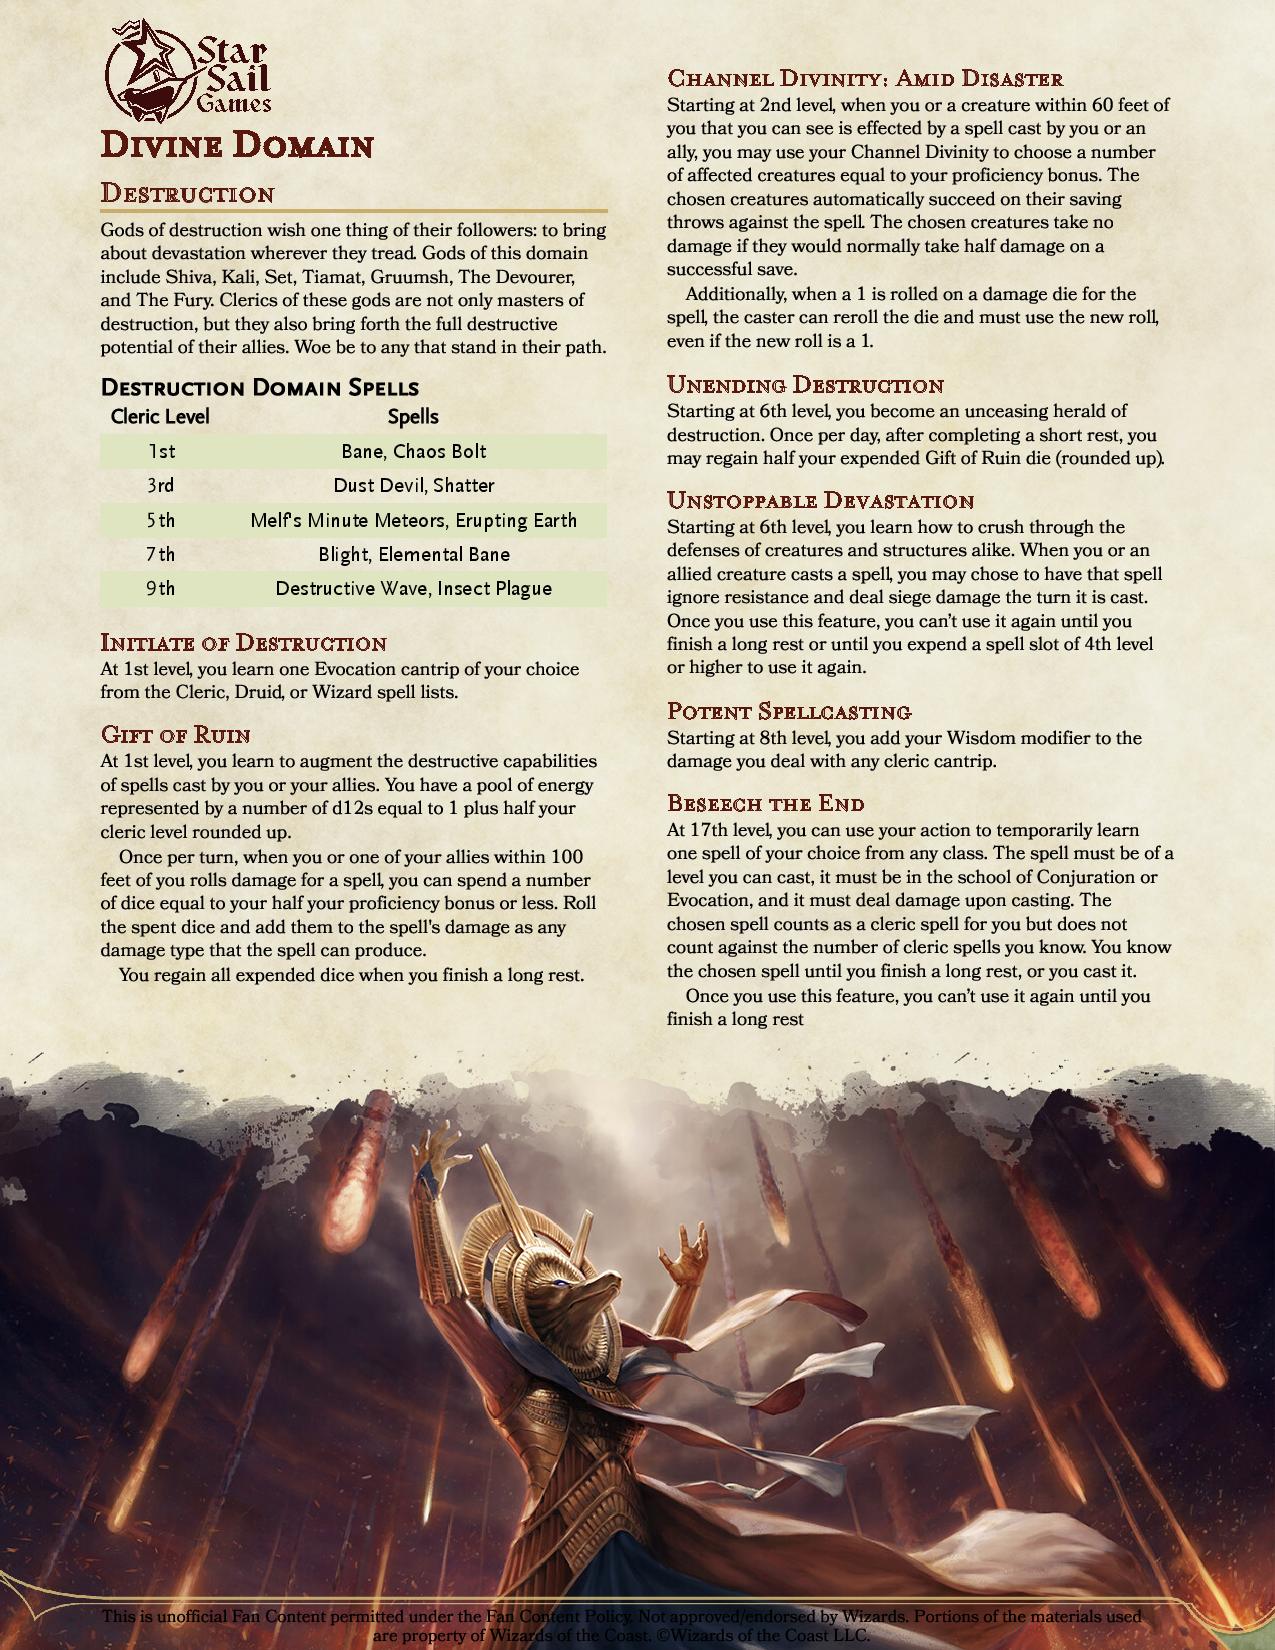 Star
Sail
Games
Divine Domain
Destruction
Gods of destruction wish one thing of their followers: to bring
about devastation wherever they tread. Gods of this domain
include Shiva, Kali, Set, Tiamat, Gruumsh, The Devourer,
and The Fury. Clerics of these gods are not only masters of
destruction, but they also bring forth the full destructive
potential of their allies. Woe be to any that stand in their path.
Destruction Domain Spells
Cleric Level Spells
1st Bane, Chaos Bolt
3rd Dust Devil, Shatter
5th Melf's Minute Meteors, Erupting Earth
7th Blight, Elemental Bane
9th Destructive Wave, Insect Plague
Initiate of Destruction
At 1st level, you learn one Evocation cantrip of your choice
from the Cleric, Druid, or Wizard spell lists.
Gift of Ruin
At 1st level, you learn to augment the destructive capabilities
of spells cast by you or your allies. You have a pool of energy
represented by a number of d12s equal to 1 plus half your
cleric level rounded up.
Once per turn, when you or one of your allies within 100
feet of you rolls damage for a spell, you can spend a number
of dice equal to your half your proficiency bonus or less. Roll
the spent dice and add them to the spell's damage as any
damage type that the spell can produce.
You regain all expended dice when you finish a long rest.
Channel Divinity: Amid Disaster
Starting at 2nd level, when you or a creature within 60 feet of
you that you can see is effected by a spell cast by you or an
ally, you may use your Channel Divinity to choose a number
of affected creatures equal to your proficiency bonus. The
chosen creatures automatically succeed on their saving
throws against the spell. The chosen creatures take no
damage if they would normally take half damage on a
successful save.
Additionally, when a 1 is rolled on a damage die for the
spell, the caster can reroll the die and must use the new roll,
even if the new roll is a 1.
Unending Destruction
Starting at 6th level, you become an unceasing herald of
destruction. Once per day, after completing a short rest, you
may regain half your expended Gift of Ruin die (rounded up).
Unstoppable Devastation
Starting at 6th level, you learn how to crush through the
defenses of creatures and structures alike. When you or an
allied creature casts a spell, you may chose to have that spell
ignore resistance and deal siege damage the turn it is cast.
Once you use this feature, you can't use it again until you
finish a long rest or until you expend a spell slot of 4th level
or higher to use it again.
Potent Spellcasting
Starting at 8th level, you add your Wisdom modifier to the
damage you deal with any cleric cantrip.
Beseech the End
At 17th level, you can use your action to temporarily learn
one spell of your choice from any class. The spell must be of a
level you can cast, it must be in the school of Conjuration or
Evocation, and it must deal damage upon casting. The
chosen spell counts as a cleric spell for you but does not
count against the number of cleric spells you know. You know
the chosen spell until you finish a long rest, or you cast it.
Once you use this feature, you can't use it again until you
finish a long rest
This is unofficial Fan Content permitted under the Fan Content Policy. Not approved/endorsed by Wizards. Portions of the materials used
are property of Wizards of the Coast. ©Wizards of the Coast LLC.